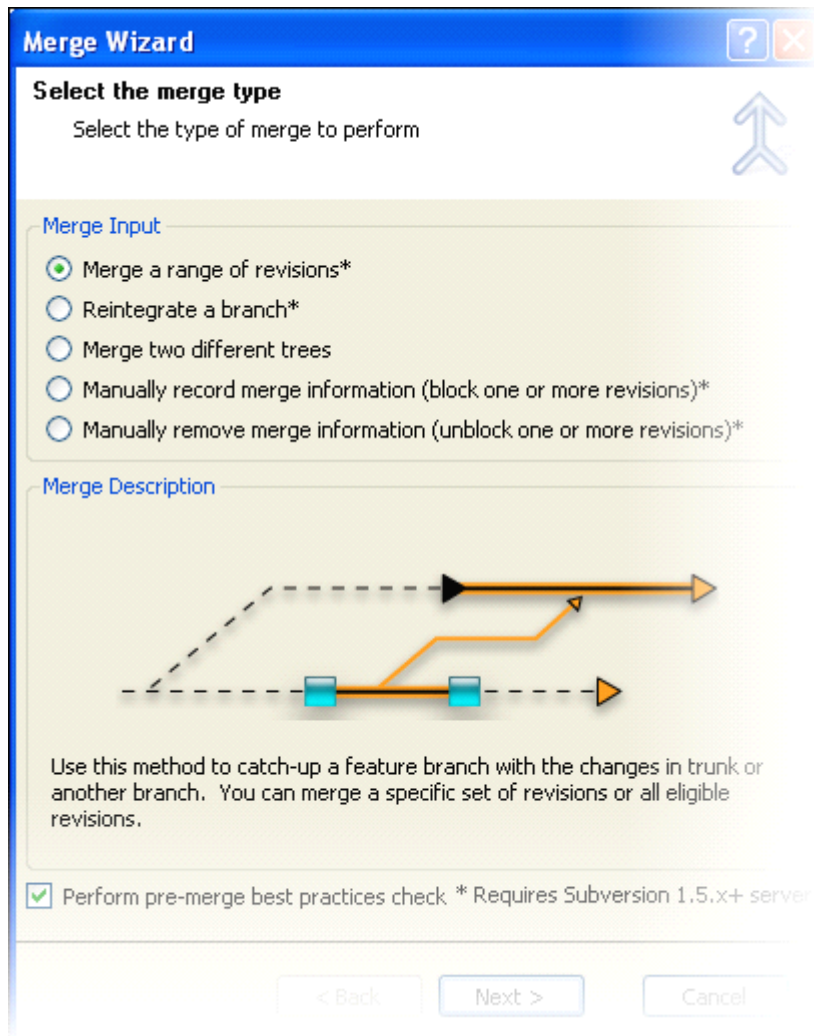 Merge Wizard
?
Select the merge type
Select the type of merge to perform
Merge Input
Merge a range of revisions*
Reintegrate a branch*
Merge two different trees
Manually record merge information (block one or more revisions)*
Manually remove merge information (unblock one or more revisions)*
Merge Description
Use this method to catch-up a feature branch with the changes in trunk or
another branch. You can merge a specific set of revisions or all eligible
revisions.
Perform pre-merge best practices check * Requires Subversion 1.5.x+ server
< Back Next > Cancel